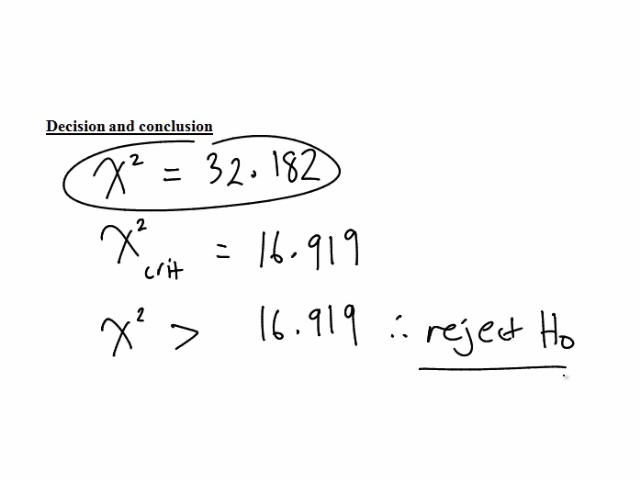 Decision and conclusion
χ² = 32.182
χ²crit = 16.919
χ² > 16.919 ∴ reject H₀